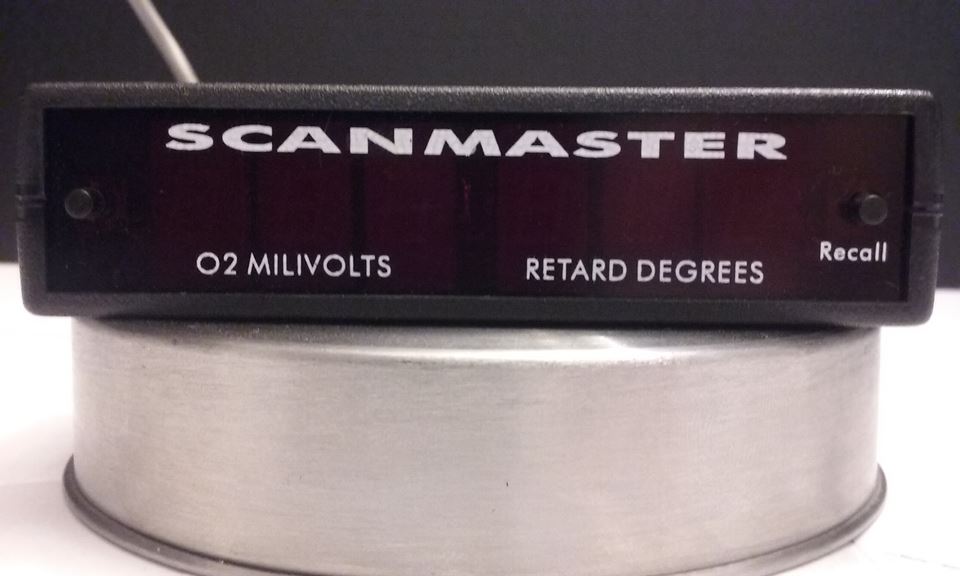 SCANMASTER
O2 MILIVOLTS
RETARD DEGREES
Recall